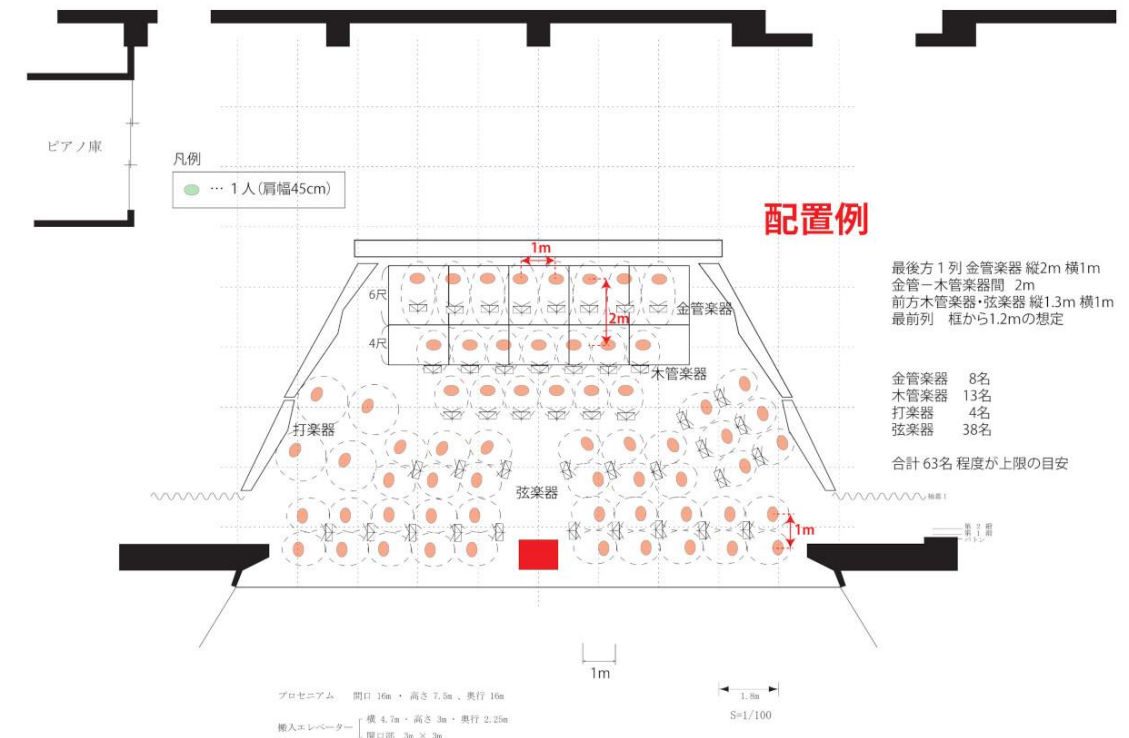 ピアノ庫
凡例
… 1人(肩幅45cm)
配置例
1m
6尺
金管楽器
2m
4尺
木管楽器
打楽器
弦楽器
1m
最後方1列 金管楽器 縦2m 横1m
金管－木管楽器間 2m
前方木管楽器・弦楽器 縦1.3m 横1m
最前列 框から1.2mの想定
金管楽器 8名
木管楽器 13名
打楽器 4名
弦楽器 38名
合計 63名 程度が上限の目安
バトン
1m
プロセニアム 間口 16m ・ 高さ 7.5m 、奥行 16m
搬入エレベーター 横 4.7m ・ 高さ 3m ・ 奥行 2.25m
開口部 3m × 3m
1.8m
S=1/100